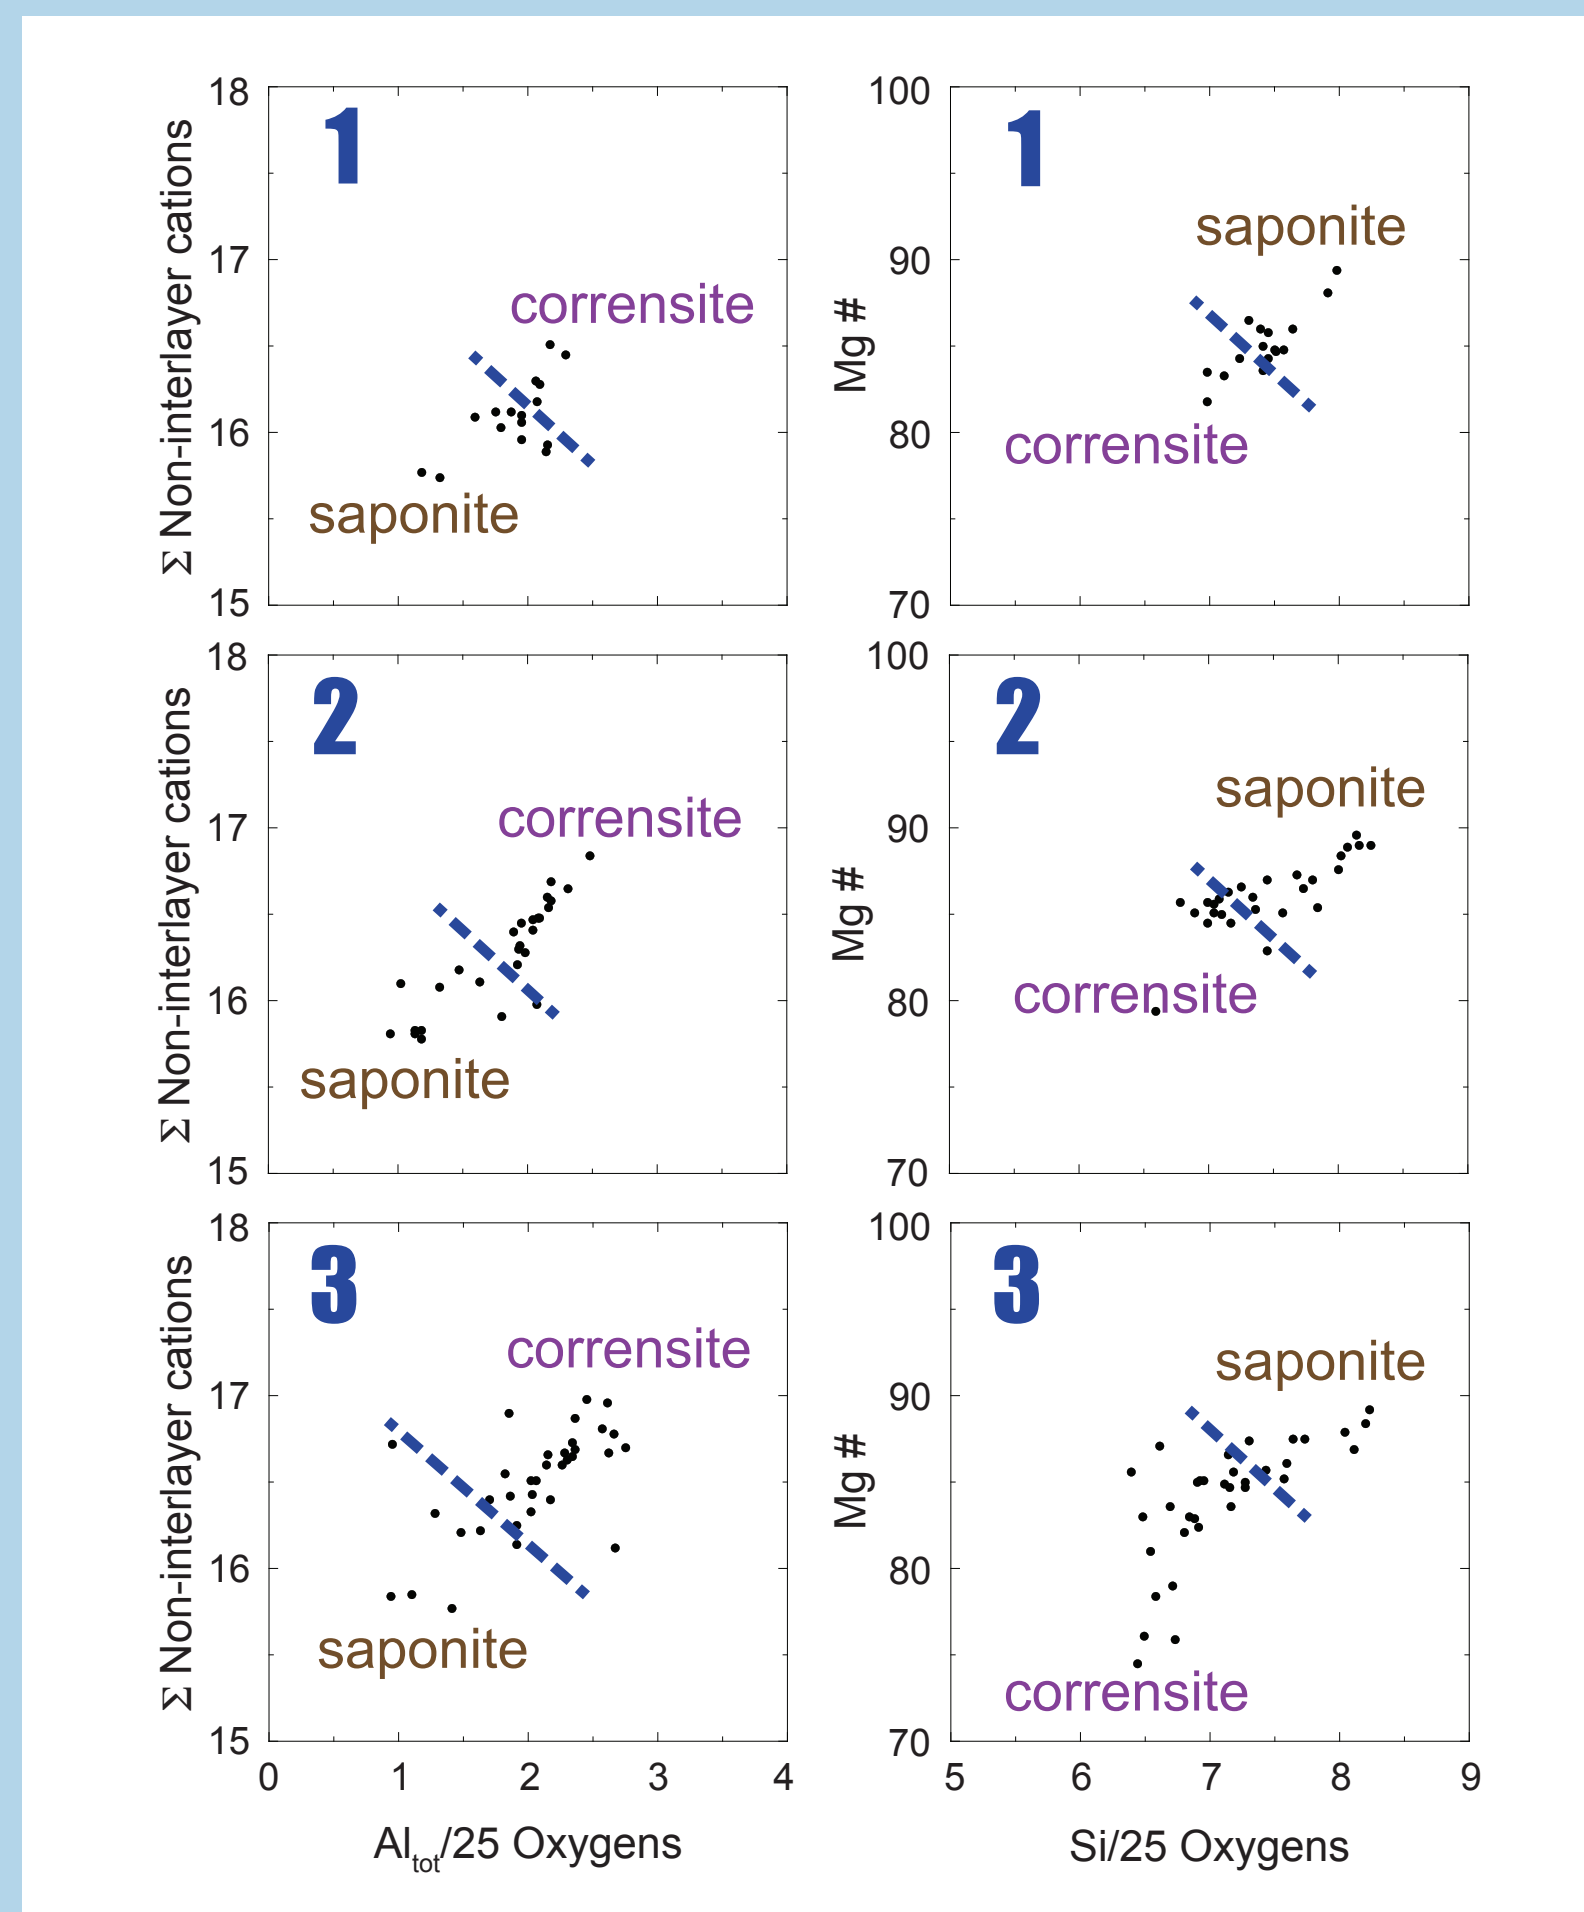 18
1
17
corrensite
16
saponite
15
Σ Non-interlayer cations
100
1
saponite
90
80
corrensite
70
Mg #
18
2
17
corrensite
16
saponite
15
Σ Non-interlayer cations
100
2
saponite
90
80
corrensite
70
Mg #
18
3
17
corrensite
16
saponite
15
Σ Non-interlayer cations
0 1 2 3 4
Altot/25 Oxygens
100
3
saponite
90
80
corrensite
70
Mg #
5 6 7 8 9
Si/25 Oxygens